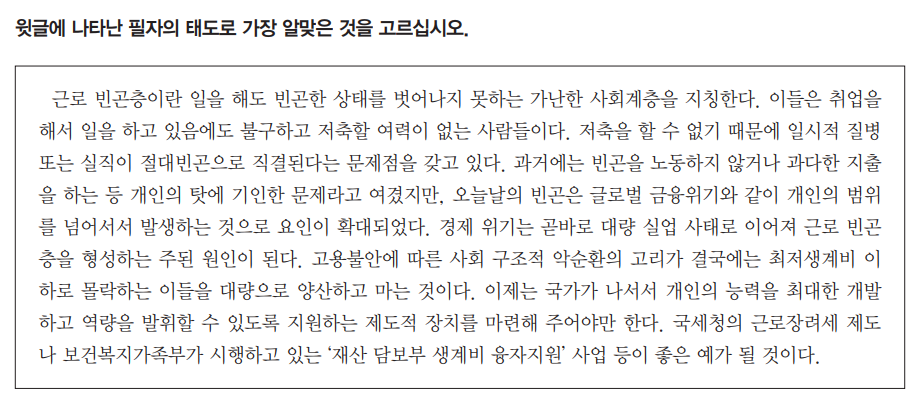 윗글에 나타난 필자의 태도로 가장 알맞은 것을 고르십시오.
근로 빈곤층이란 일을 해도 빈곤한 상태를 벗어나지 못하는 가난한 사회계층을 지칭한다. 이들은 취업을
해서 일을 하고 있음에도 불구하고 저축할 여력이 없는 사람들이다. 저축을 할 수 없기 때문에 일시적 질병
또는 실직이 절대빈곤으로 직결된다는 문제점을 갖고 있다. 과거에는 빈곤을 노동하지 않거나 과다한 지출
을 하는 등 개인의 탓에 기인한 문제라고 여겼지만, 오늘날의 빈곤은 글로벌 금융위기와 같이 개인의 범위
를 넘어서서 발생하는 것으로 요인이 확대되었다. 경제 위기는 곧바로 대량 실업 사태로 이어져 근로 빈곤
층을 형성하는 주된 원인이 된다. 고용불안에 따른 사회 구조적 악순환의 고리가 결국에는 최저생계비 이
하로 몰락하는 이들을 대량으로 양산하고 마는 것이다. 이제는 국가가 나서서 개인의 능력을 최대한 개발
하고 역량을 발휘할 수 있도록 지원하는 제도적 장치를 마련해 주어야만 한다. 국세청의 근로장려세 제도
나 보건복지가족부가 시행하고 있는 ‘재산 담보부 생계비 융자지원’ 사업 등이 좋은 예가 될 것이다.